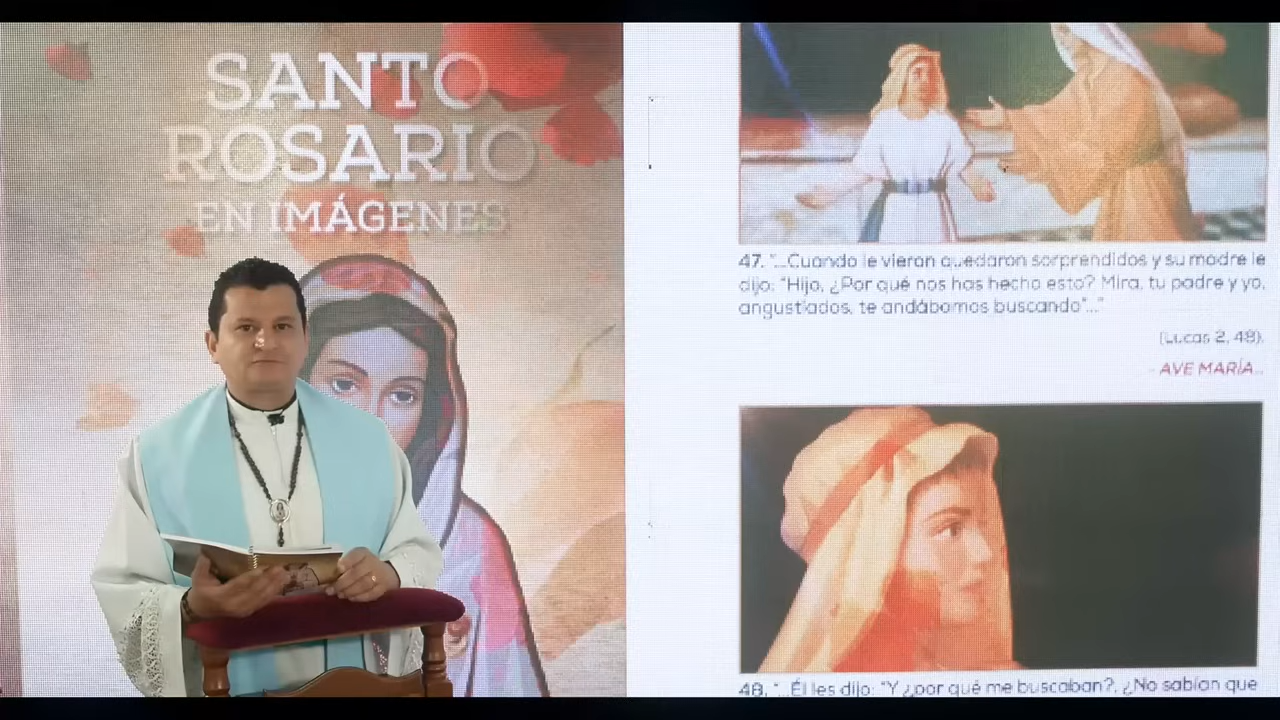 SANTO
ROSARIO
EN IMÁGENES
47. "...Cuando le vieron quedaron sorprendidos y su madre le
dijo: "Hijo, ¿Por qué nos has hecho esto? Mira, tu padre y yo,
angustiados, te andábamos buscando"..."
(Lucas 2, 48).
AVE MARÍA...
48. "...Él les dijo: "Y ¿por qué me buscaban?, ¿No sabían que